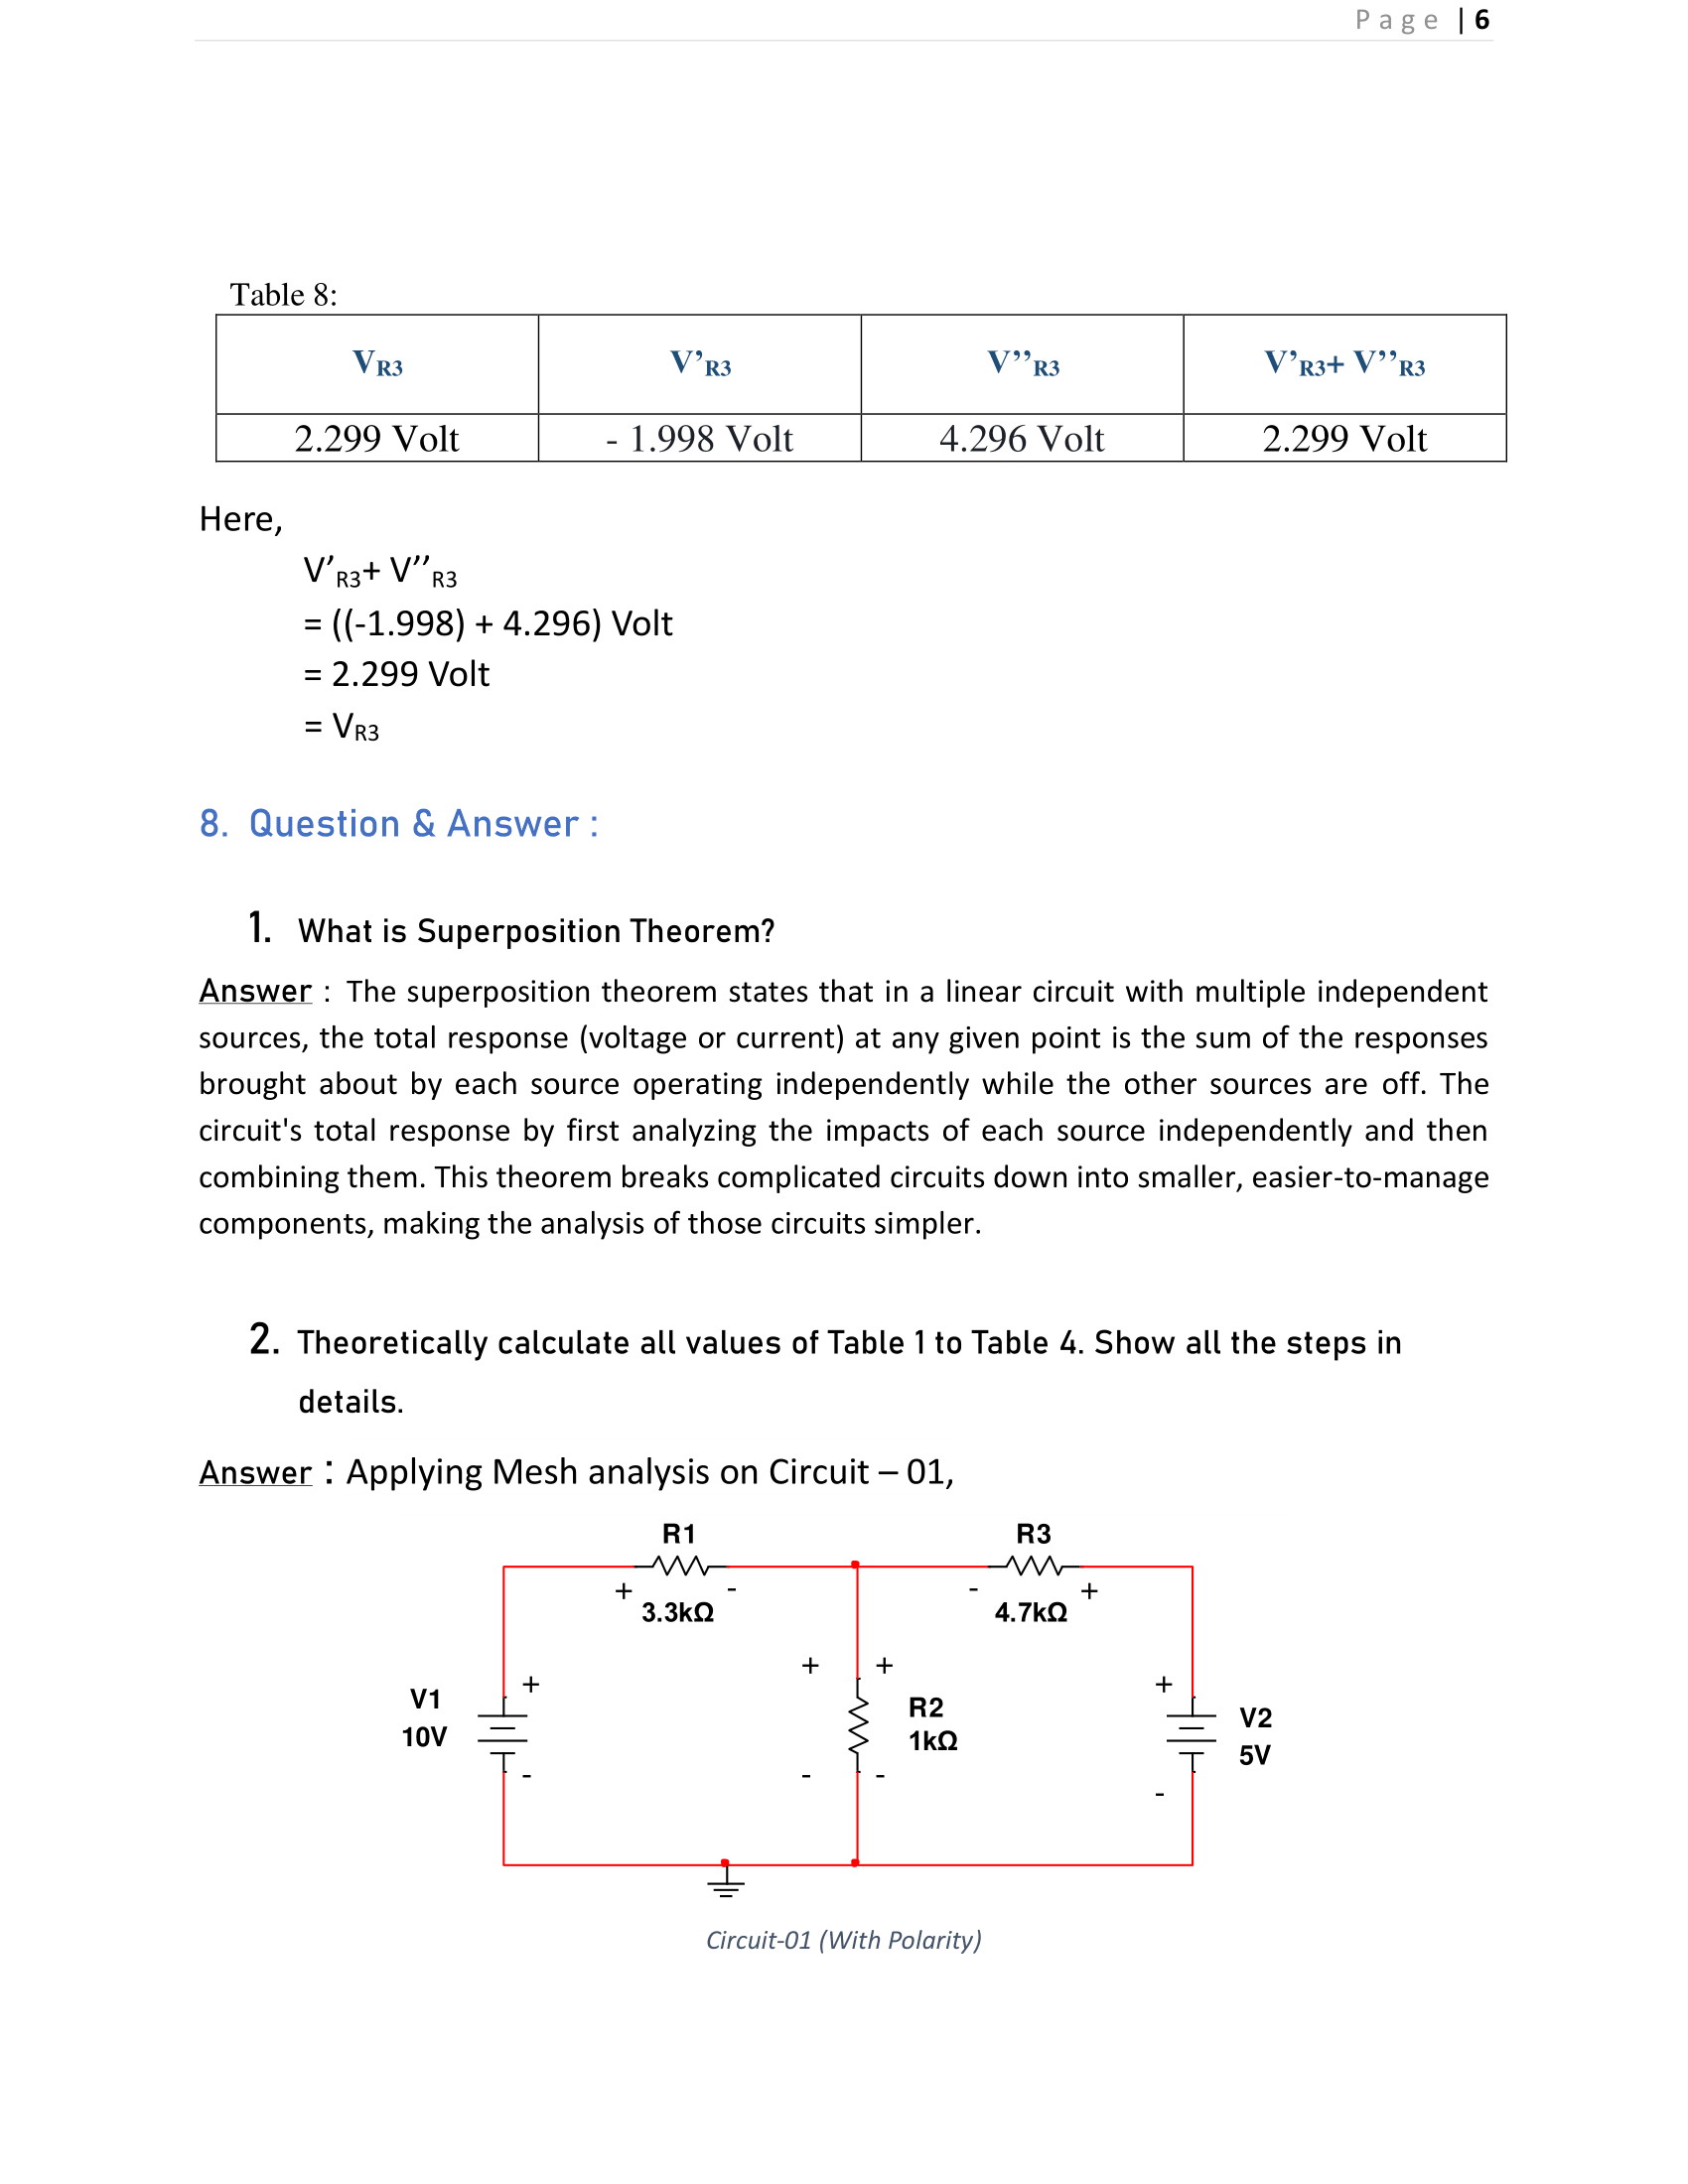 Page | 6
Table 8:
VR3 V’R3 V’’R3 V’R3+ V’’R3
2.299 Volt - 1.998 Volt 4.296 Volt 2.299 Volt
Here,
V’R3+ V’’R3
= ((-1.998) + 4.296) Volt
= 2.299 Volt
= VR3
8. Question & Answer :
1. What is Superposition Theorem?
Answer : The superposition theorem states that in a linear circuit with multiple independent
sources, the total response (voltage or current) at any given point is the sum of the responses
brought about by each source operating independently while the other sources are off. The
circuit's total response by first analyzing the impacts of each source independently and then
combining them. This theorem breaks complicated circuits down into smaller, easier-to-manage
components, making the analysis of those circuits simpler.
2. Theoretically calculate all values of Table 1 to Table 4. Show all the steps in
details.
Answer : Applying Mesh analysis on Circuit – 01,
R1 R3
+ - - +
3.3kΩ 4.7kΩ
+ +
+ +
V1 R2 V2
10V 1kΩ 5V
- - - -
Circuit-01 (With Polarity)